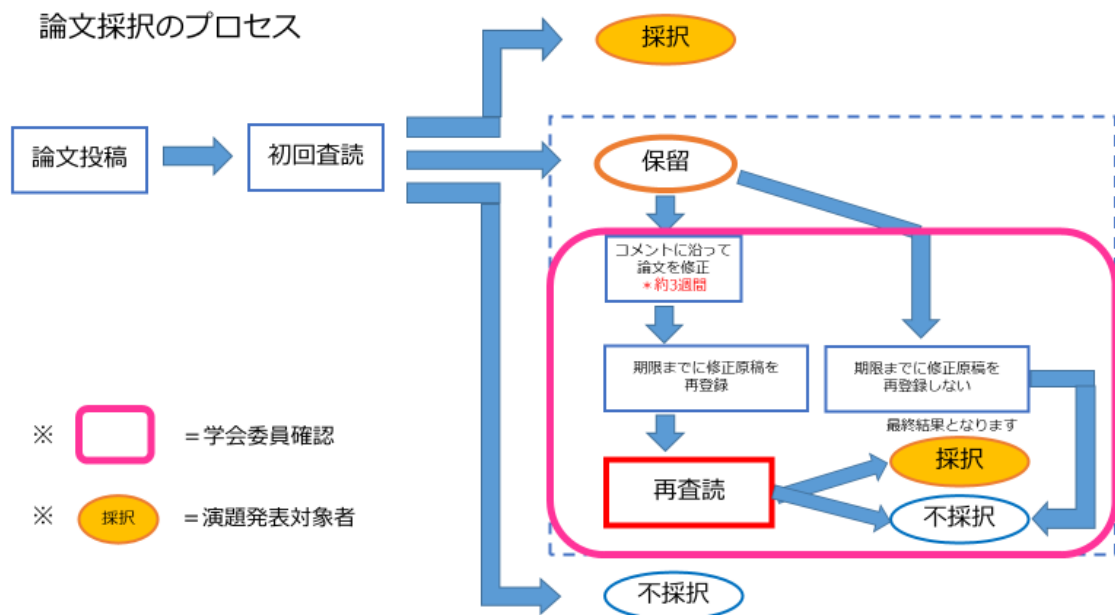 論文採択のプロセス
採択
論文投稿
初回査読
保留
コメントに沿って
論文を修正
＊約3週間
期限までに修正原稿を
再登録
期限までに修正原稿を
再登録しない
最終結果となります
※ ＝学会委員確認
採択
再査読
不採択
※ 採択 ＝演題発表対象者
不採択